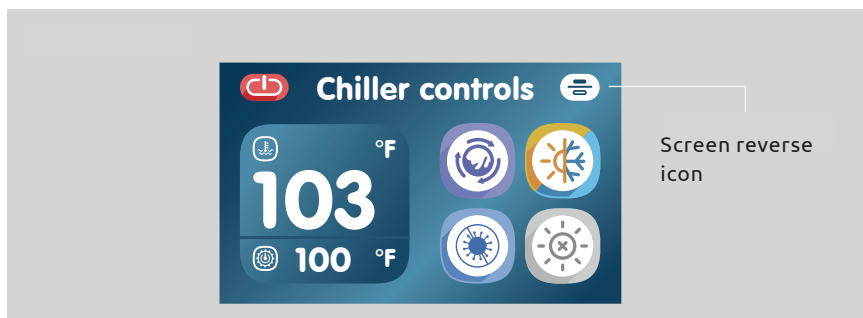 Chiller controls
°F
103
100 °F
Screen reverse
icon